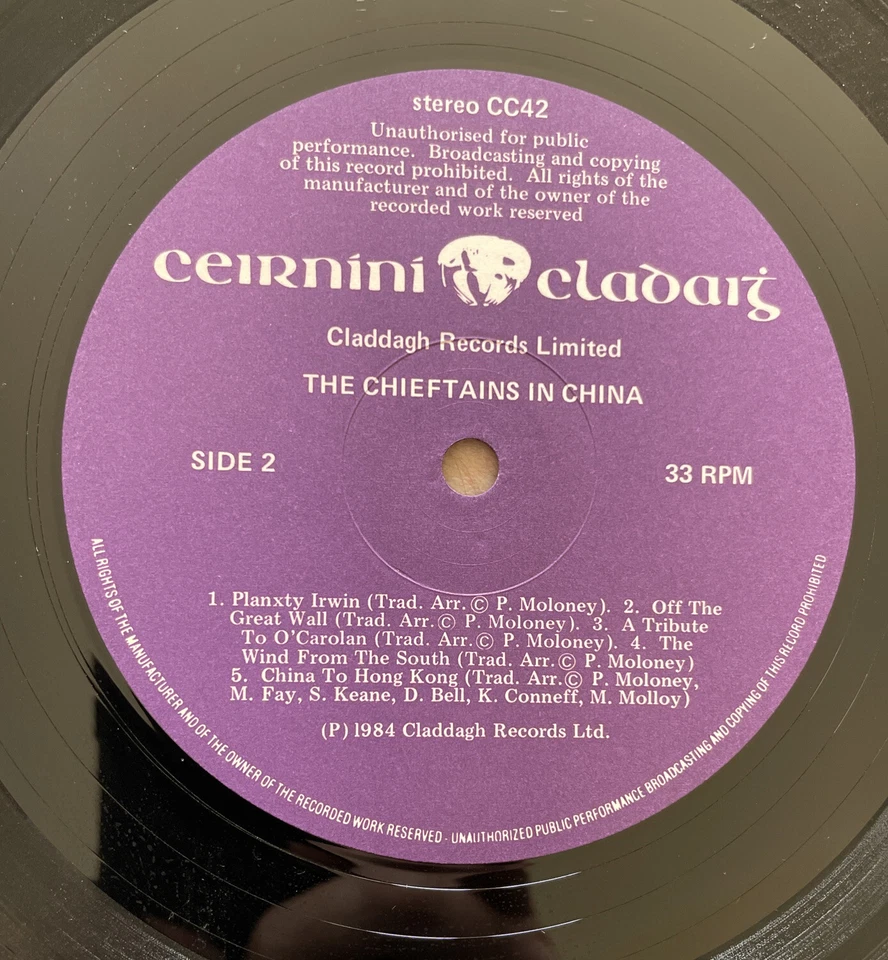 stereo CC42
Unauthorised for public
performance. Broadcasting and copying
of this record prohibited. All rights of the
manufacturer and of the owner of the
recorded work reserved
ceirníní cladaiġ
Claddagh Records Limited
THE CHIEFTAINS IN CHINA
SIDE 2
33 RPM
1. Planxty Irwin (Trad. Arr. © P. Moloney). 2. Off The
Great Wall (Trad. Arr. © P. Moloney). 3. A Tribute
To O'Carolan (Trad. Arr. © P. Moloney). 4. The
Wind From The South (Trad. Arr. © P. Moloney)
5. China To Hong Kong (Trad. Arr. © P. Moloney,
M. Fay, S. Keane, D. Bell, K. Conneff, M. Molloy)
(P) 1984 Claddagh Records Ltd.
ALL RIGHTS OF THE MANUFACTURER AND OF THE OWNER OF THE RECORDED WORK RESERVED - UNAUTHORIZED PUBLIC PERFORMANCE BROADCASTING AND COPYING OF THIS RECORD PROHIBITED